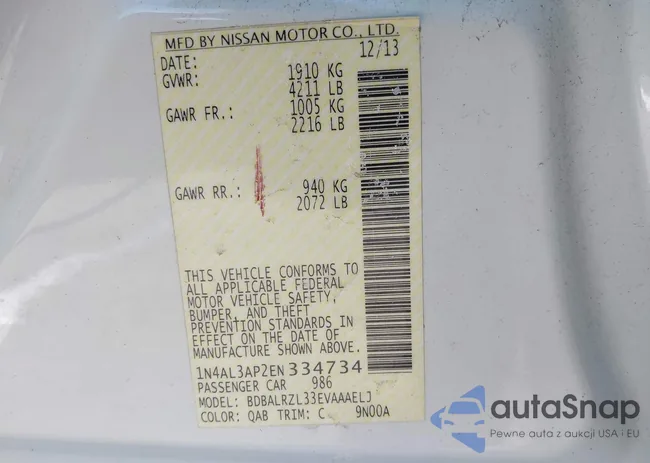 MFD BY NISSAN MOTOR CO., LTD.
DATE: 12/13
GVWR: 1910 KG
4211 LB
GAWR FR.: 1005 KG
2216 LB
GAWR RR.: 940 KG
2072 LB
THIS VEHICLE CONFORMS TO
ALL APPLICABLE FEDERAL
MOTOR VEHICLE SAFETY,
BUMPER, AND THEFT
PREVENTION STANDARDS IN
EFFECT ON THE DATE OF
MANUFACTURE SHOWN ABOVE.
1N4AL3AP2EN 334734
PASSENGER CAR 986
MODEL: BDBALRZL33EVAAAELJ
COLOR: QAB TRIM: C 9N00A
autoSnap
Pewne auta z aukcji USA i EU